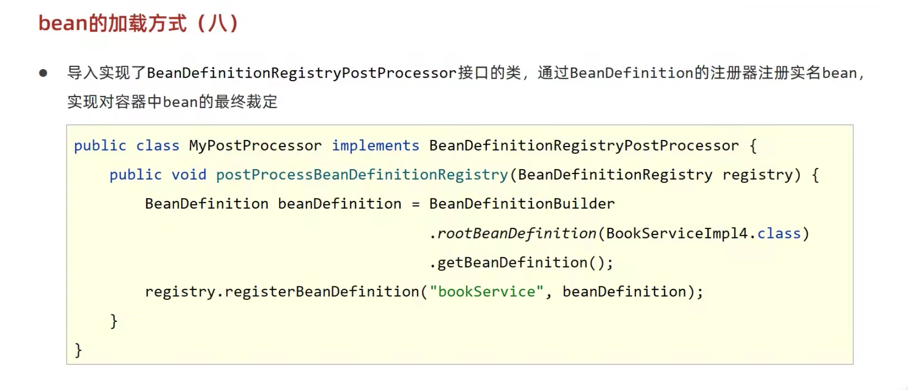 bean的加载方式（八）
● 导入实现了BeanDefinitionRegistryPostProcessor接口的类，通过BeanDefinition的注册器注册实名bean，
实现对容器中bean的最终裁定
public class MyPostProcessor implements BeanDefinitionRegistryPostProcessor {
    public void postProcessBeanDefinitionRegistry(BeanDefinitionRegistry registry) {
        BeanDefinition beanDefinition = BeanDefinitionBuilder
                                        .rootBeanDefinition(BookServiceImpl4.class)
                                        .getBeanDefinition();
        registry.registerBeanDefinition("bookService", beanDefinition);
    }
}